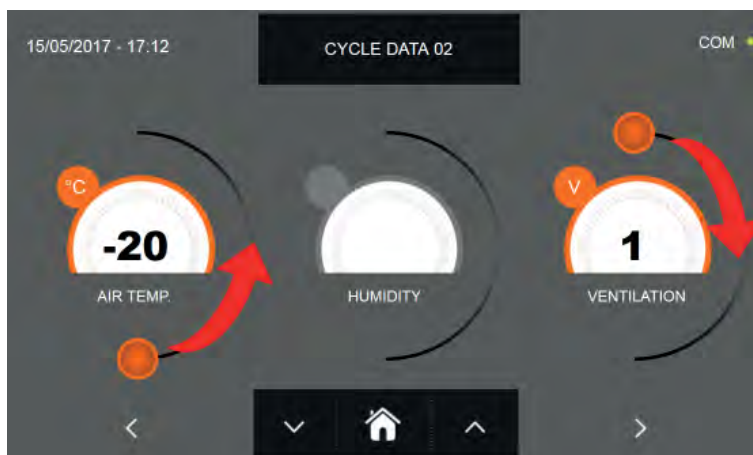 15/05/2017 - 17:12
CYCLE DATA 02
COM
°C
-20
AIR TEMP.
HUMIDITY
V
1
VENTILATION